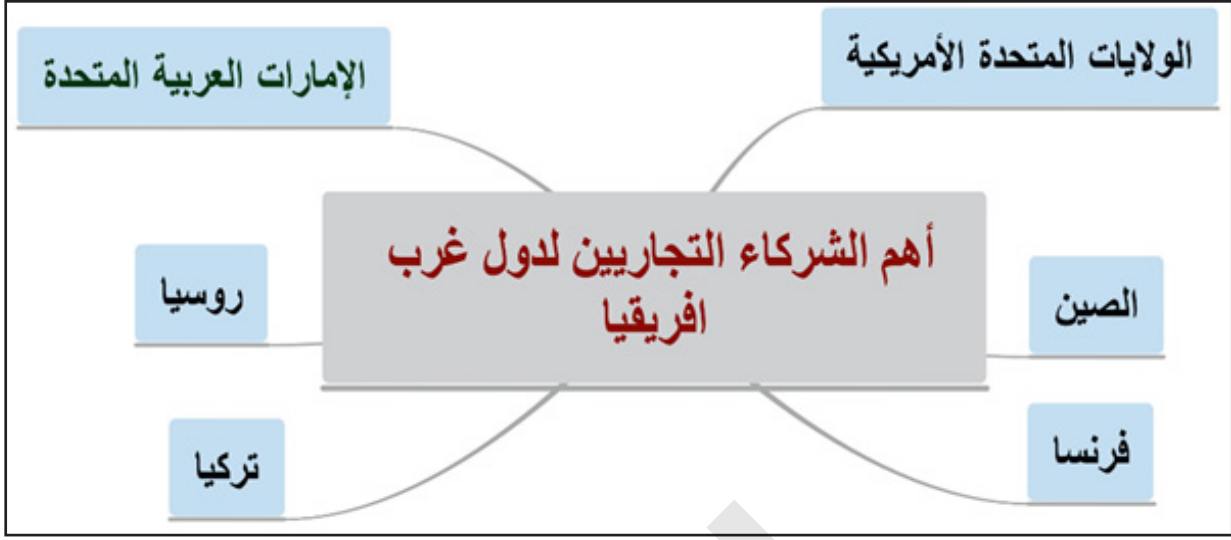 الولايات المتحدة الأمريكية
الإمارات العربية المتحدة
أهم الشركاء التجاريين لدول غرب
افريقيا
الصين
روسيا
فرنسا
تركيا